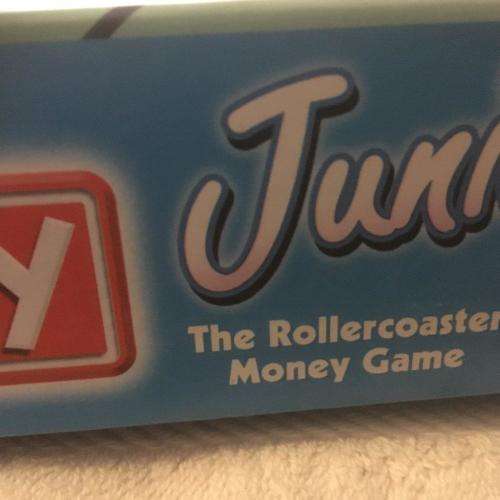 Y Jun
The Rollercoaster
Money Game